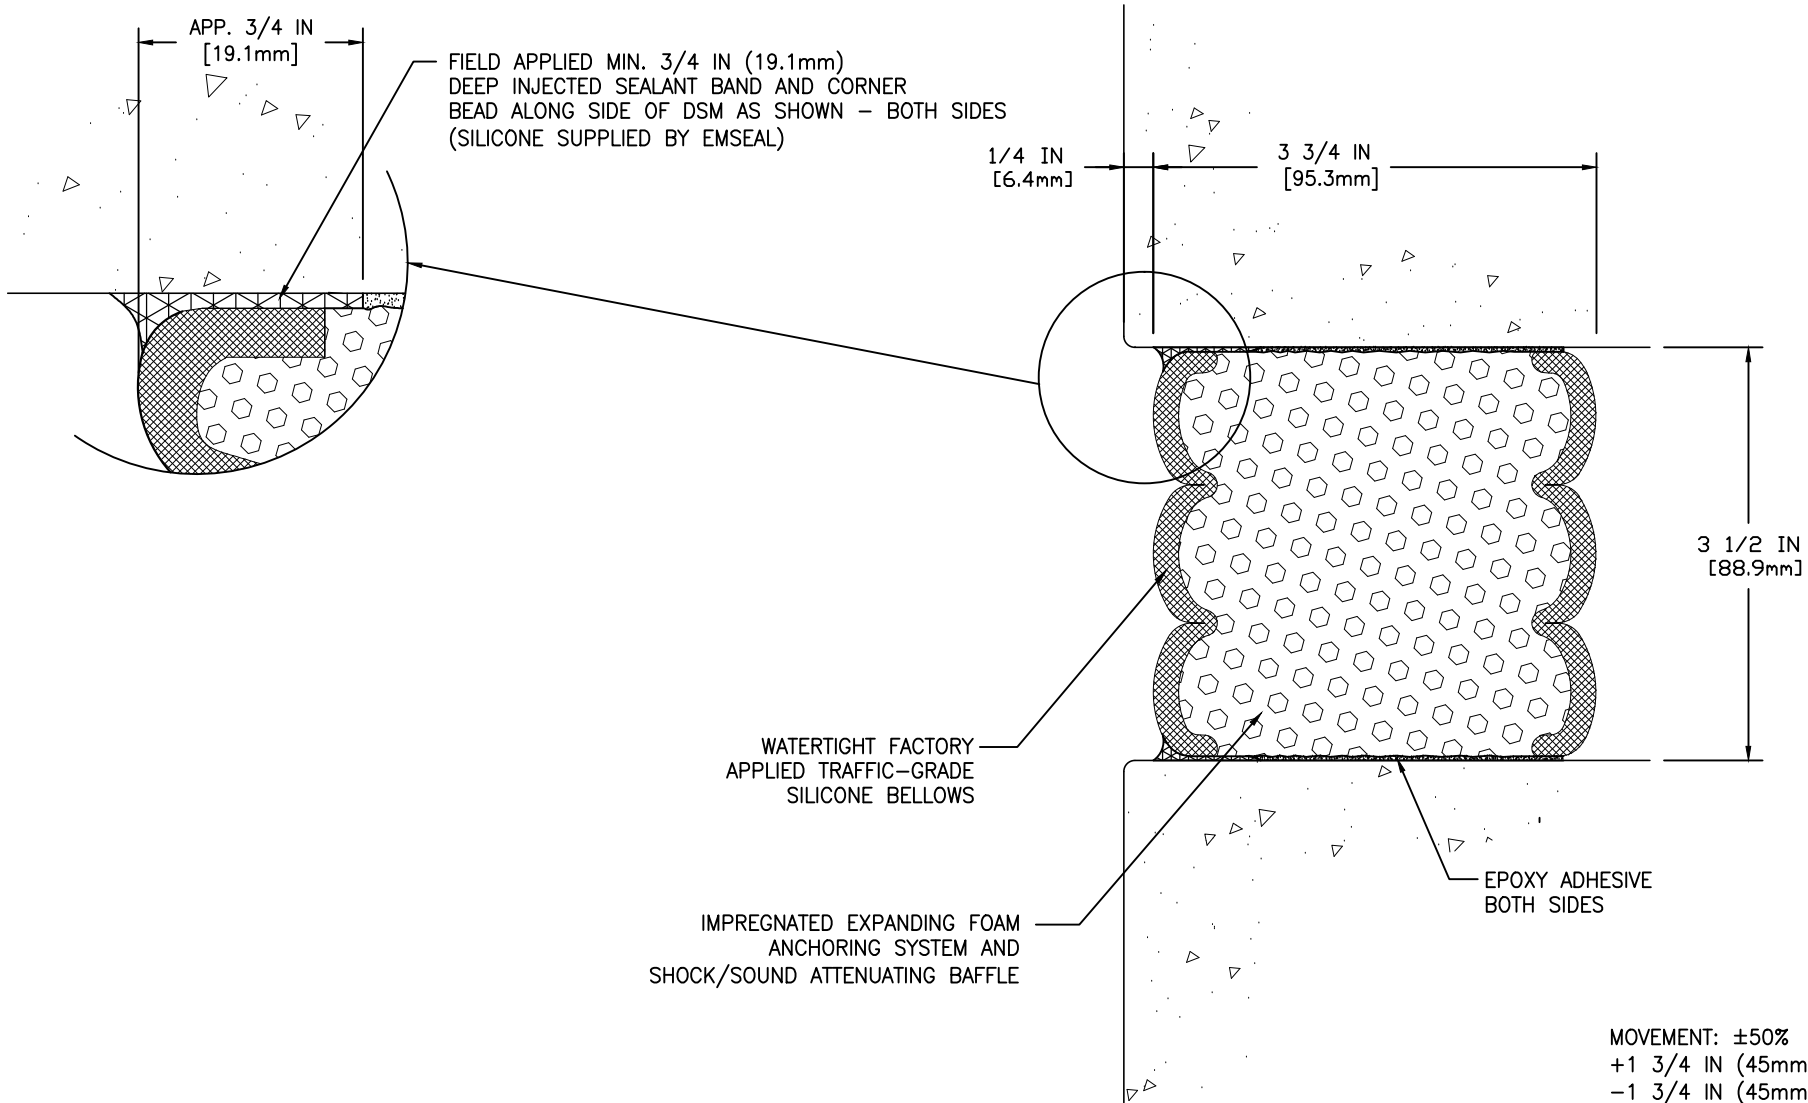 APP. 3/4 IN
[19.1mm]
FIELD APPLIED MIN. 3/4 IN (19.1mm)
DEEP INJECTED SEALANT BAND AND CORNER
BEAD ALONG SIDE OF DSM AS SHOWN – BOTH SIDES
(SILICONE SUPPLIED BY EMSEAL)
1/4 IN
[6.4mm]
3 3/4 IN
[95.3mm]
3 1/2 IN
[88.9mm]
WATERTIGHT FACTORY
APPLIED TRAFFIC–GRADE
SILICONE BELLOWS
EPOXY ADHESIVE
BOTH SIDES
IMPREGNATED EXPANDING FOAM
ANCHORING SYSTEM AND
SHOCK/SOUND ATTENUATING BAFFLE
MOVEMENT: ±50%
+1 3/4 IN (45mm
–1 3/4 IN (45mm